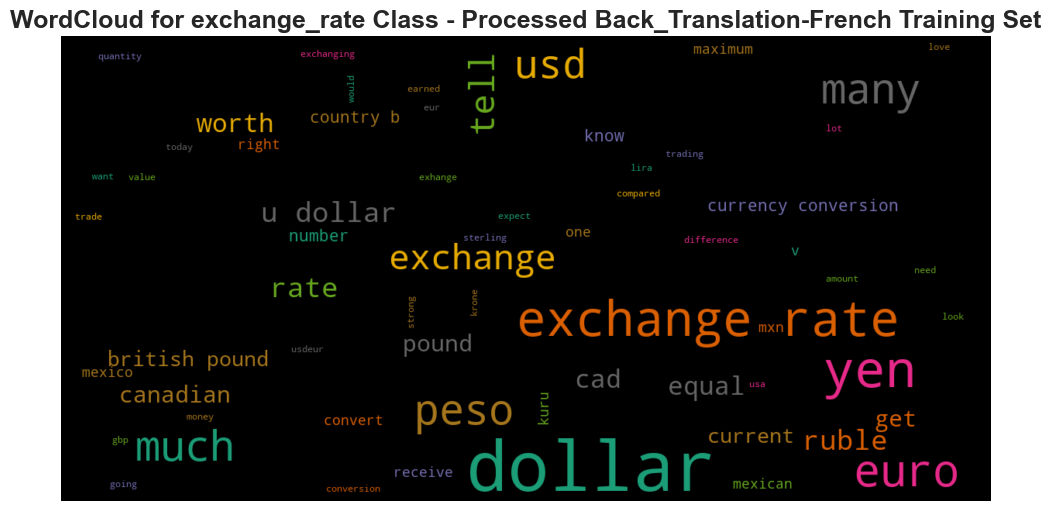 WordCloud for exchange_rate Class - Processed Back_Translation-French Training Set
quantity
exchanging
would
earned
eur
tell
usd
maximum
love
many
worth
country b
today
right
know
lot
trading
lira
want
value
exhange
compared
trade
u dollar
number
expect
sterling
one
currency conversion
difference
v
exchange
rate
amount
need
strong
krone
exchange rate
mxn
look
usdeur
pound
british pound
mexico
canadian
cad
equal
usa
yen
money
convert
peso
kuru
get
gbp
much
current
ruble
receive
dollar
euro
going
conversion
mexican